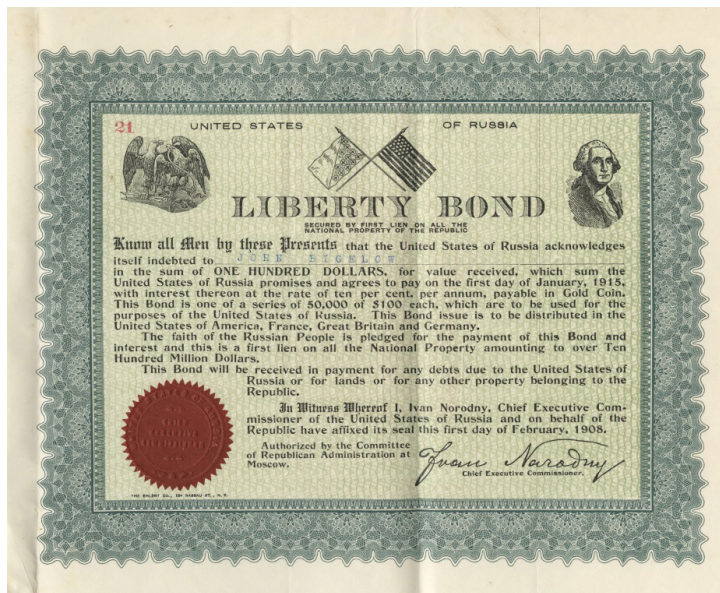 21
UNITED STATES OF RUSSIA
LIBERTY BOND
SECURED BY FIRST LIEN ON ALL THE
NATIONAL PROPERTY OF THE REPUBLIC
Know all Men by these Presents that the United States of Russia acknowledges
itself indebted to JOHN BIGELOW
in the sum of ONE HUNDRED DOLLARS, for value received, which sum the
United States of Russia promises and agrees to pay on the first day of January, 1915,
with interest thereon at the rate of ten per cent. per annum, payable in Gold Coin.
This Bond is one of a series of 50,000 of $100 each, which are to be used for the
purposes of the United States of Russia. This Bond issue is to be distributed in the
United States of America, France, Great Britain and Germany.
The faith of the Russian People is pledged for the payment of this Bond and
interest and this is a first lien on all the National Property amounting to over Ten
Hundred Million Dollars.
This Bond will be received in payment for any debts due to the United States of
Russia or for lands or for any other property belonging to the
Republic.
In Witness Whereof I, Ivan Norodny, Chief Executive Com-
missioner of the United States of Russia and on behalf of the
Republic have affixed its seal this first day of February, 1908.
Authorized by the Committee
of Republican Administration at
Moscow.
Ivan Narodny
Chief Executive Commissioner.
THE EHLERT CO., NASSAU ST., N. Y.